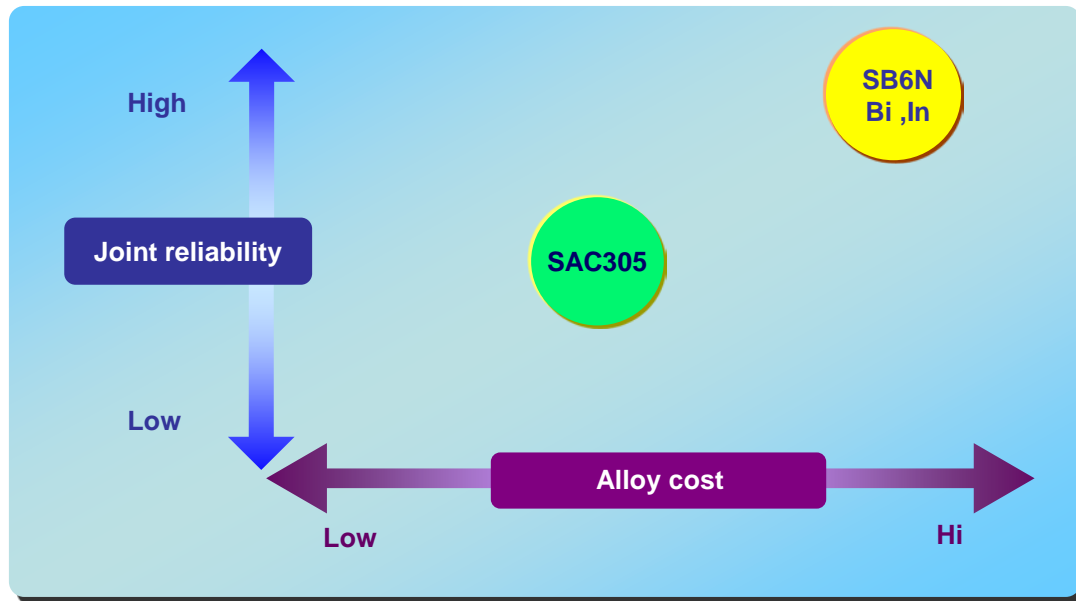 SB6N
Bi ,In
High
SAC305
Joint reliability
Low
Alloy cost
Low
Hi